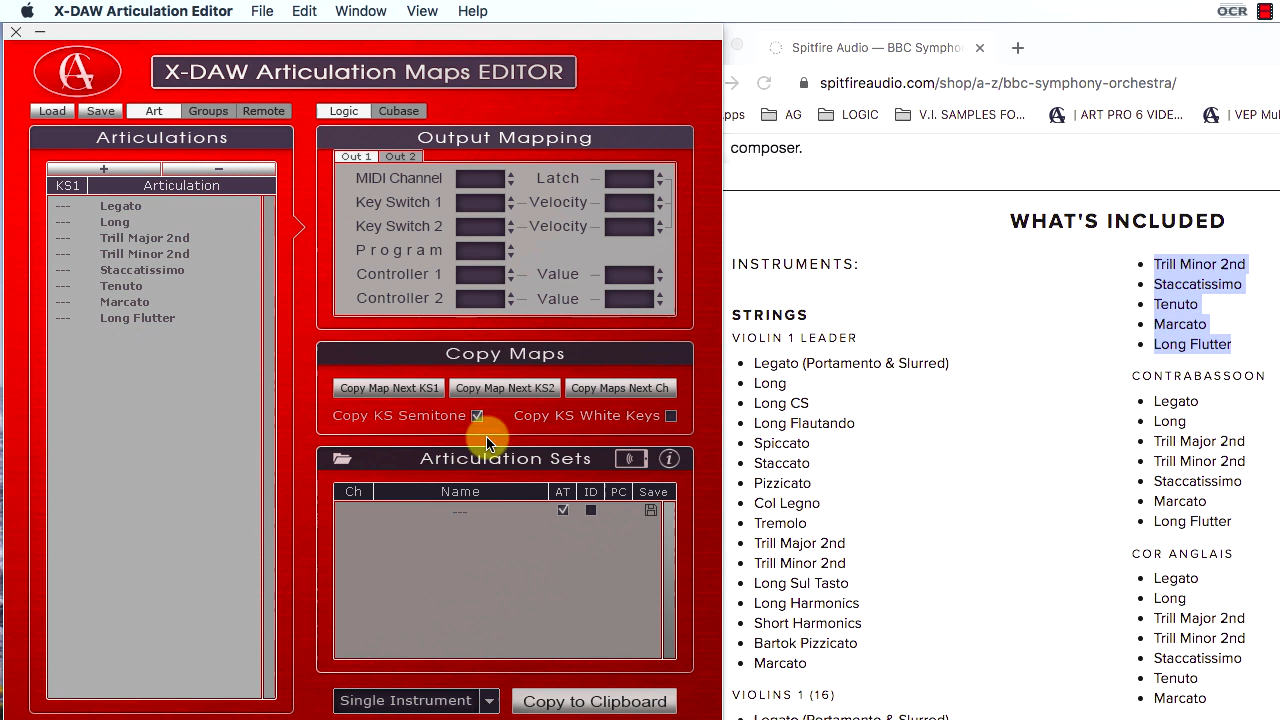 X-DAW Articulation Editor File Edit Window View Help OCR
X-DAW Articulation Maps EDITOR
Load Save Art Groups Remote
Articulations
+ −
KS1 Articulation
--- Legato
--- Long
--- Trill Major 2nd
--- Trill Minor 2nd
--- Staccatissimo
--- Tenuto
--- Marcato
--- Long Flutter
Logic Cubase
Output Mapping
Out 1 Out 2
MIDI Channel Latch
Key Switch 1 Velocity
Key Switch 2 Velocity
Program
Controller 1 Value
Controller 2 Value
Copy Maps
Copy Map Next KS1 Copy Map Next KS2 Copy Maps Next Ch
Copy KS Semitone Copy KS White Keys
Articulation Sets
Ch Name AT ID PC Save
---
Single Instrument Copy to Clipboard
Spitfire Audio — BBC Sympho
spitfireaudio.com/shop/a-z/bbc-symphony-orchestra/
pps AG LOGIC V.I. SAMPLES FO... | ART PRO 6 VIDE... | VEP Mul
composer.
WHAT'S INCLUDED
INSTRUMENTS:
STRINGS
VIOLIN 1 LEADER
Legato (Portamento & Slurred)
Long
Long CS
Long Flautando
Spiccato
Staccato
Pizzicato
Col Legno
Tremolo
Trill Major 2nd
Trill Minor 2nd
Long Sul Tasto
Long Harmonics
Short Harmonics
Bartok Pizzicato
Marcato
VIOLINS 1 (16)
Legato (Portamento & Slurred)
Trill Minor 2nd
Staccatissimo
Tenuto
Marcato
Long Flutter
CONTRABASSOON
Legato
Long
Trill Major 2nd
Trill Minor 2nd
Staccatissimo
Marcato
Long Flutter
COR ANGLAIS
Legato
Long
Trill Major 2nd
Trill Minor 2nd
Staccatissimo
Tenuto
Marcato